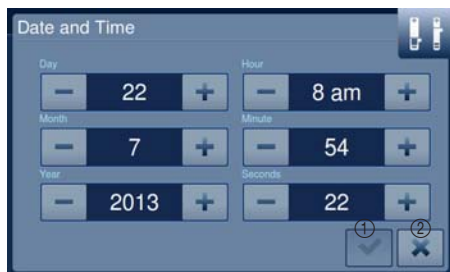 Date and Time
Day Hour
− 22 + − 8 am +
Month Minute
− 7 + − 54 +
Year Seconds
− 2013 + − 22 +
① ②